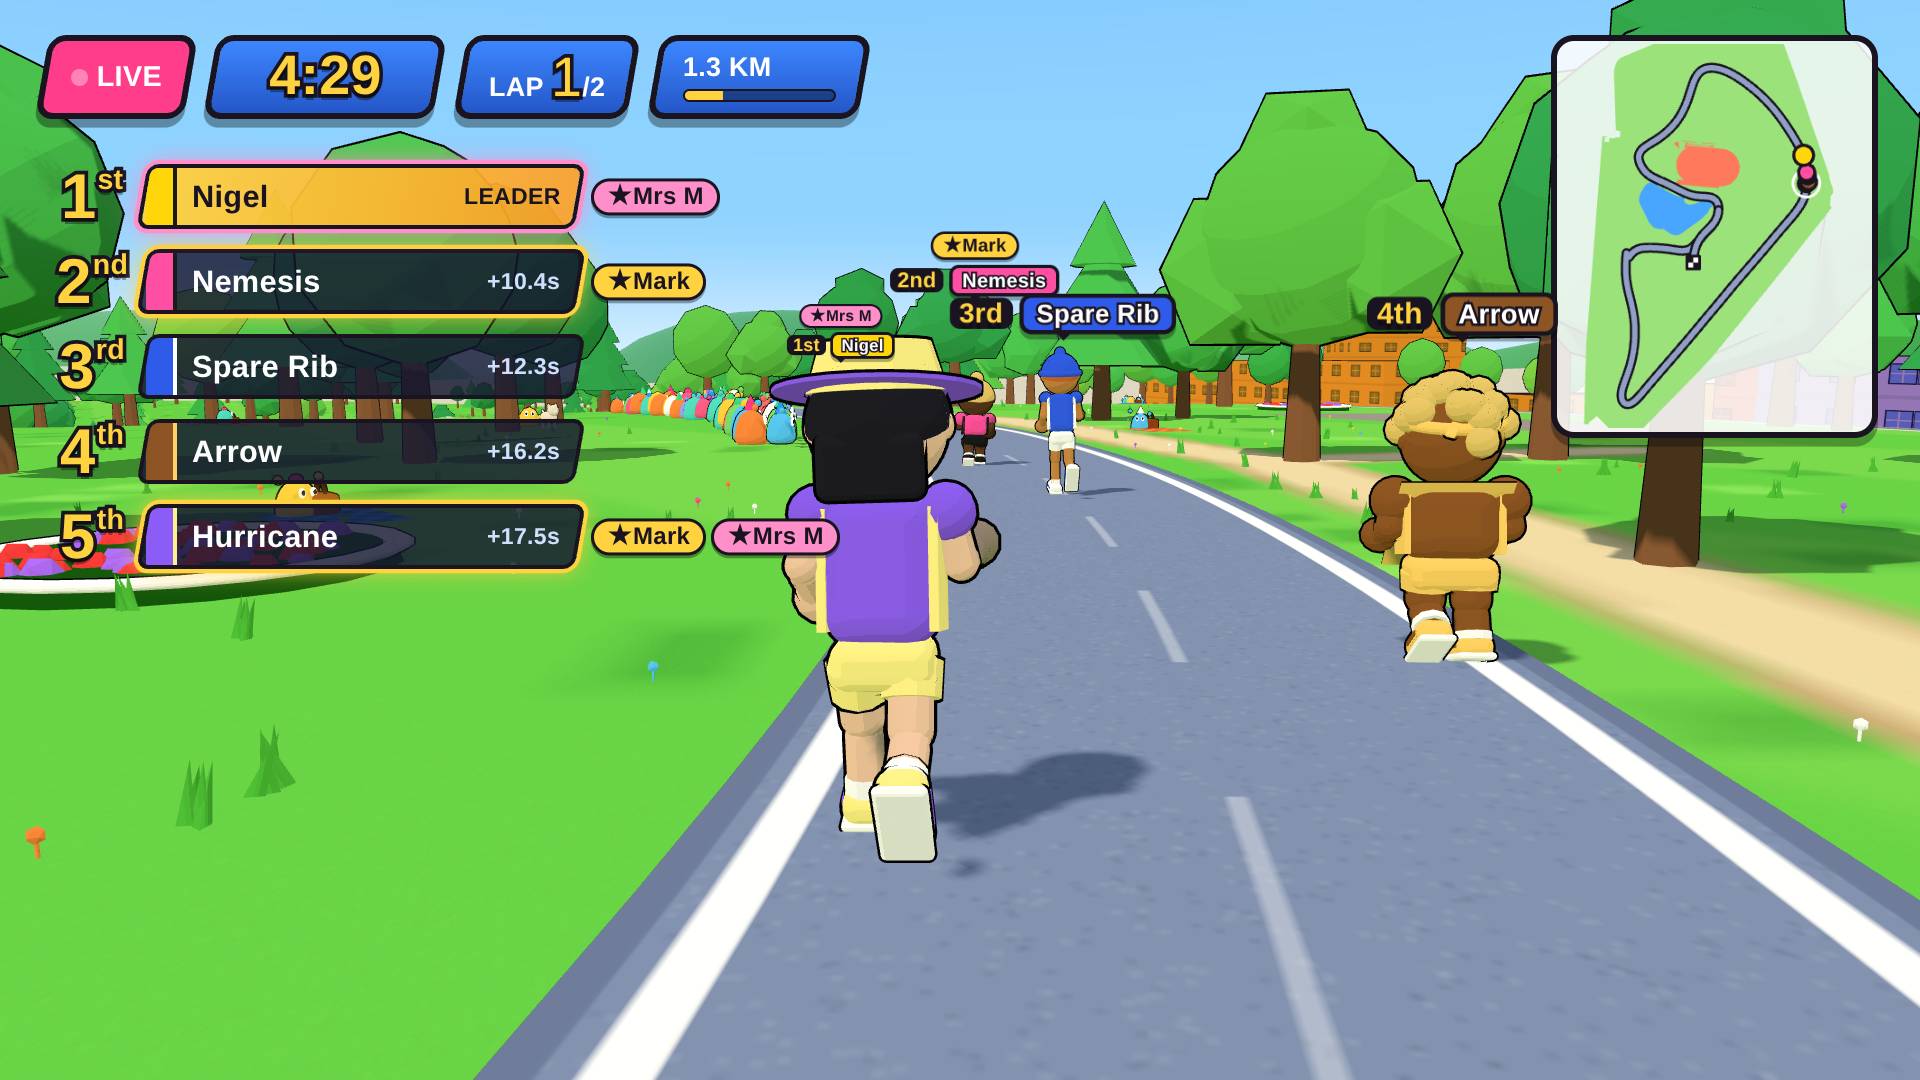 LIVE
4:29
LAP 1/2
1.3 KM
1st Nigel LEADER ★Mrs M
2nd Nemesis +10.4s ★Mark
3rd Spare Rib +12.3s
4th Arrow +16.2s
5th Hurricane +17.5s ★Mark ★Mrs M
★Mark
2nd Nemesis
3rd Spare Rib
4th Arrow
★Mrs M
1st Nigel